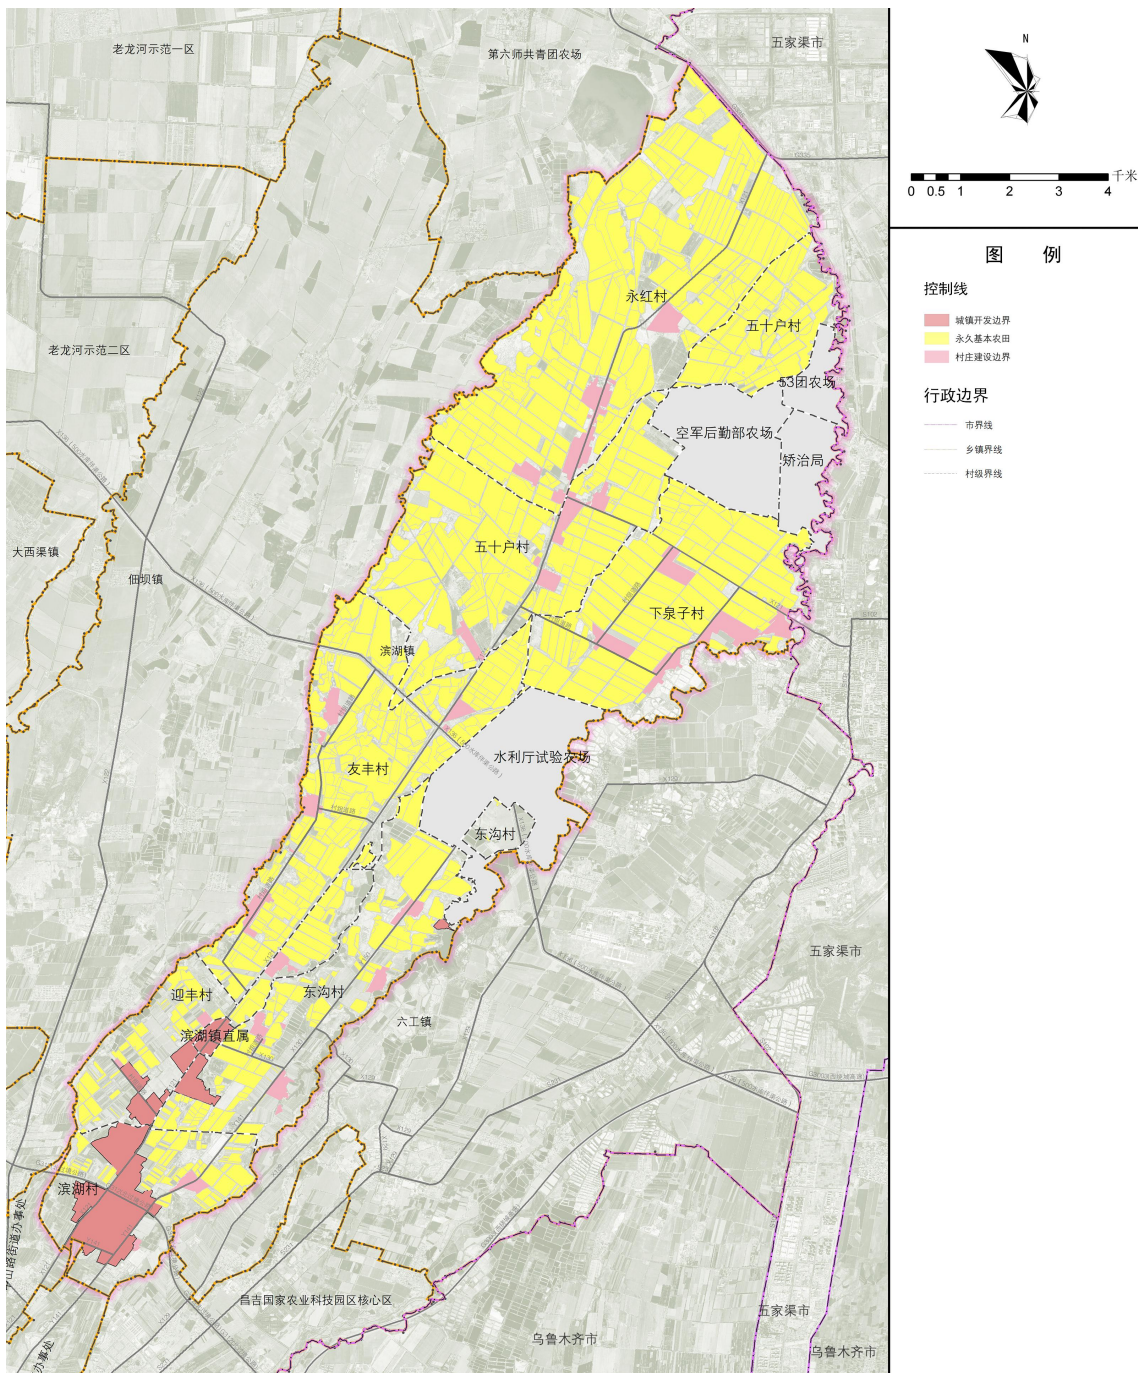 老龙河示范一区
第六师共青团农场
五家渠市
N
千米
0 0.5 1 2 3 4
图 例
控制线
城镇开发边界
永久基本农田
村庄建设边界
行政边界
市界线
乡镇界线
村级界线
永红村
五十户村
老龙河示范二区
53团农场
空军后勤部农场
矫治局
大西渠镇
五十户村
佃坝镇
下泉子村
滨湖镇
水利厅试验农场
友丰村
东沟村
五家渠市
迎丰村
东沟村
六工镇
滨湖镇直属
滨湖村
昌吉国家农业科技园区核心区
五家渠市
乌鲁木齐市
乌鲁木齐市